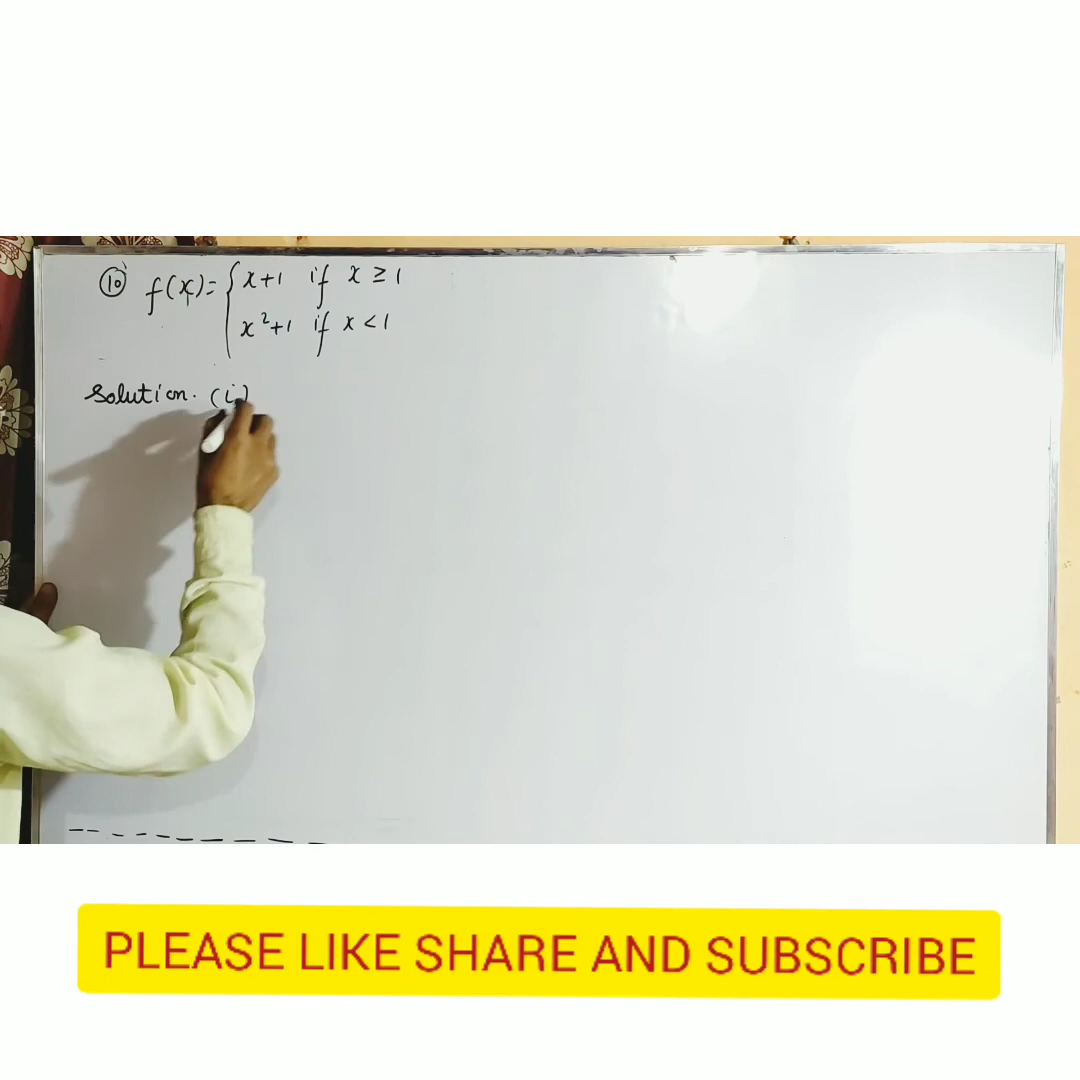 ⑩ f(x)= { x+1 if x ≥ 1
x²+1 if x < 1
Solution. (i)
PLEASE LIKE SHARE AND SUBSCRIBE